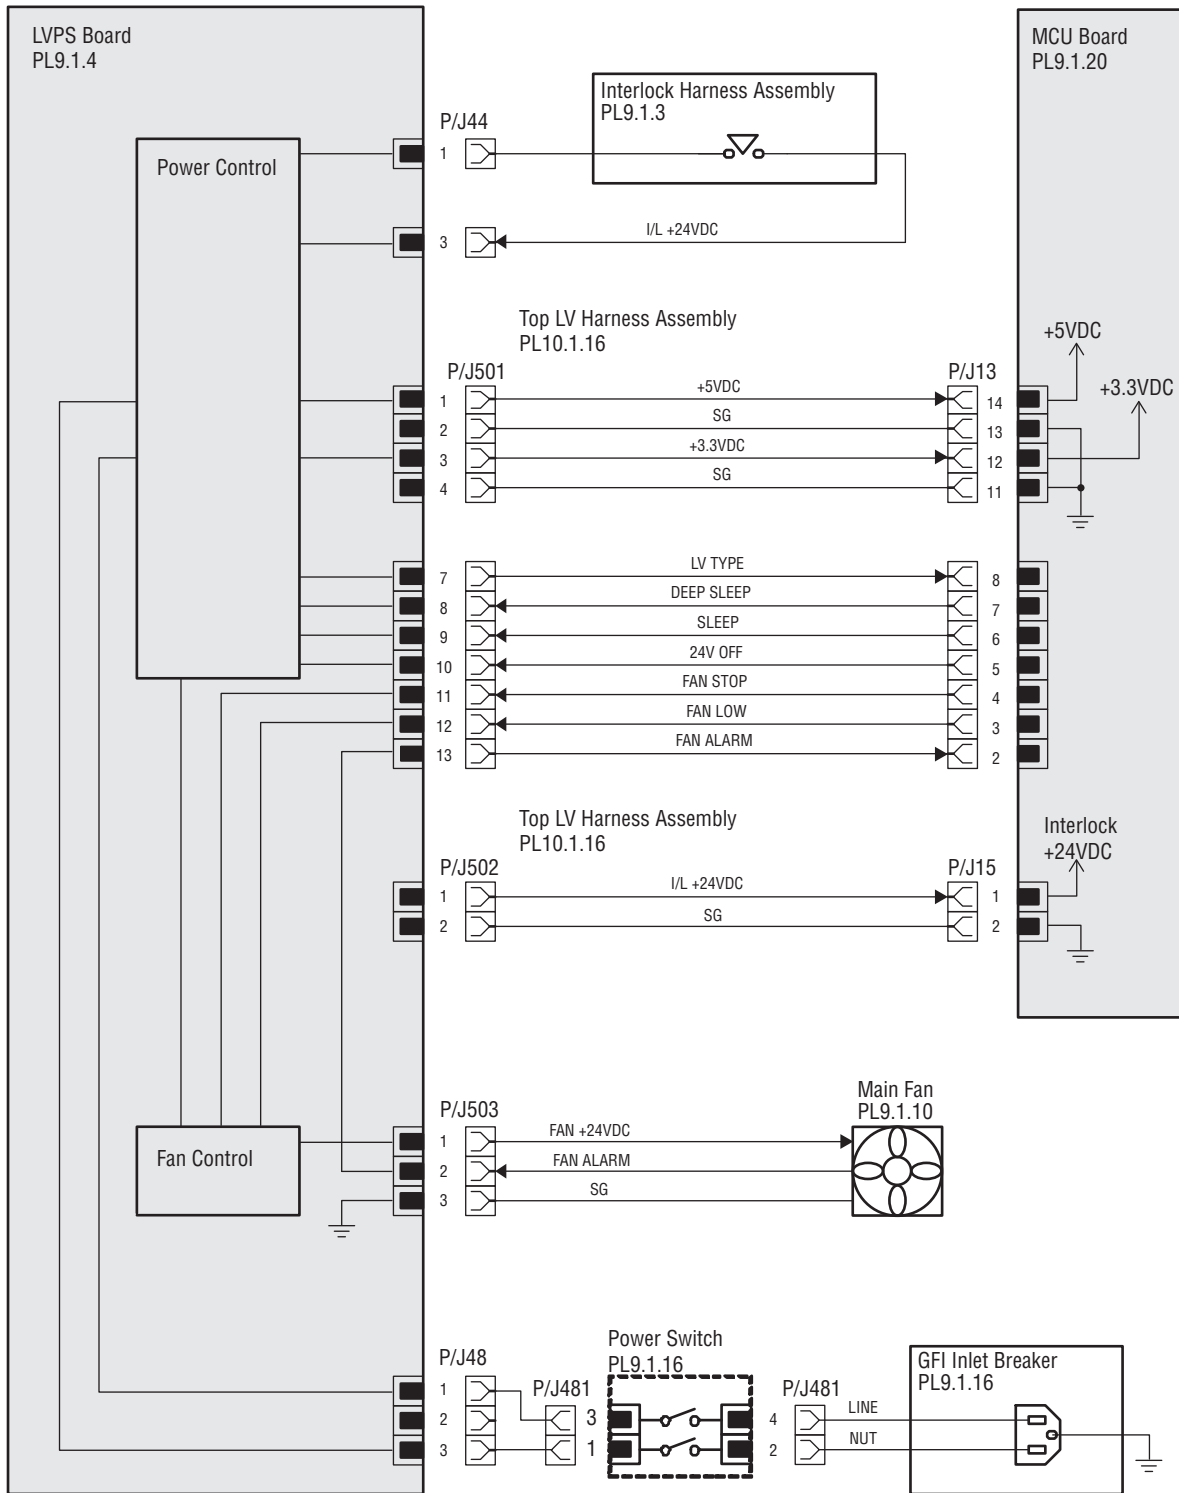 LVPS Board
PL9.1.4
MCU Board
PL9.1.20
Interlock Harness Assembly
PL9.1.3
P/J44
Power Control
1
3
I/L +24VDC
Top LV Harness Assembly
PL10.1.16
+5VDC
+3.3VDC
P/J501
P/J13
1
+5VDC
14
2
SG
13
3
+3.3VDC
12
4
SG
11
7
LV TYPE
8
8
DEEP SLEEP
7
9
SLEEP
6
10
24V OFF
5
11
FAN STOP
4
12
FAN LOW
3
13
FAN ALARM
2
Top LV Harness Assembly
PL10.1.16
Interlock
+24VDC
P/J502
P/J15
1
I/L +24VDC
1
2
SG
2
Main Fan
PL9.1.10
P/J503
Fan Control
1
FAN +24VDC
2
FAN ALARM
3
SG
Power Switch
PL9.1.16
GFI Inlet Breaker
PL9.1.16
P/J48
P/J481
P/J481
1
2
3
3
1
4
LINE
2
NUT